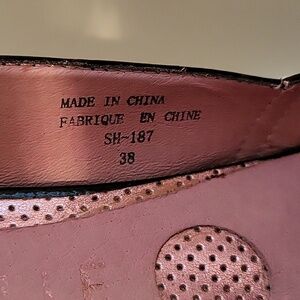 MADE IN CHINA
FABRIQUE EN CHINE
SH-187
38